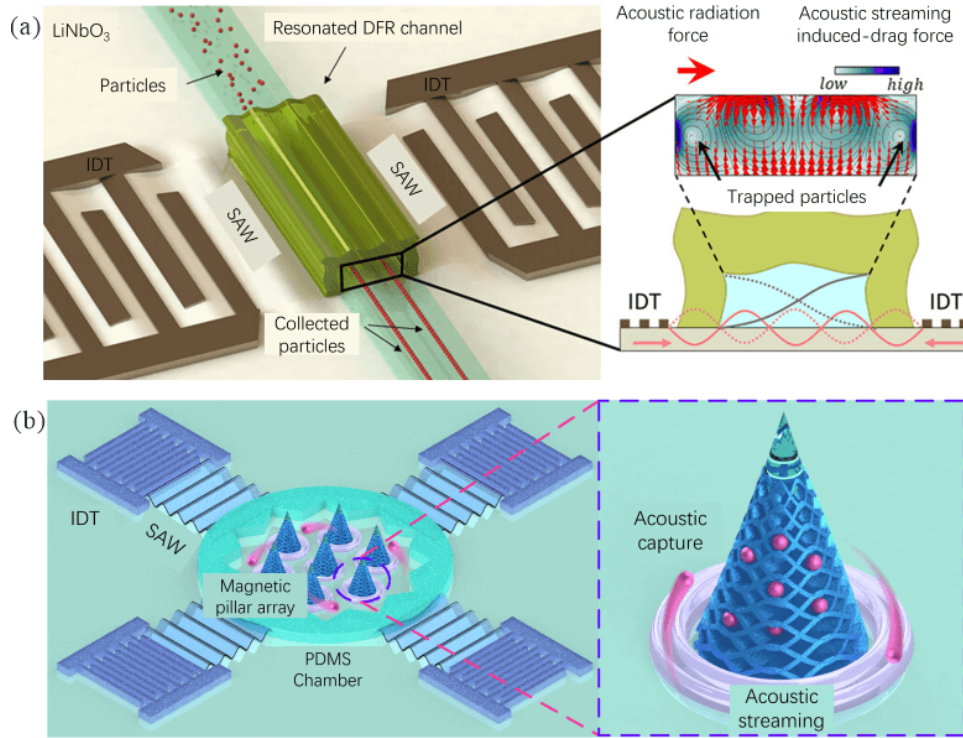 (a)
LiNbO3
Resonated DFR channel
Particles
IDT
IDT
SAW
SAW
Collected
particles
Acoustic radiation
force
Acoustic streaming
induced-drag force
low
high
Trapped particles
IDT
IDT
(b)
IDT
SAW
Magnetic
pillar array
PDMS
Chamber
Acoustic
capture
Acoustic
streaming